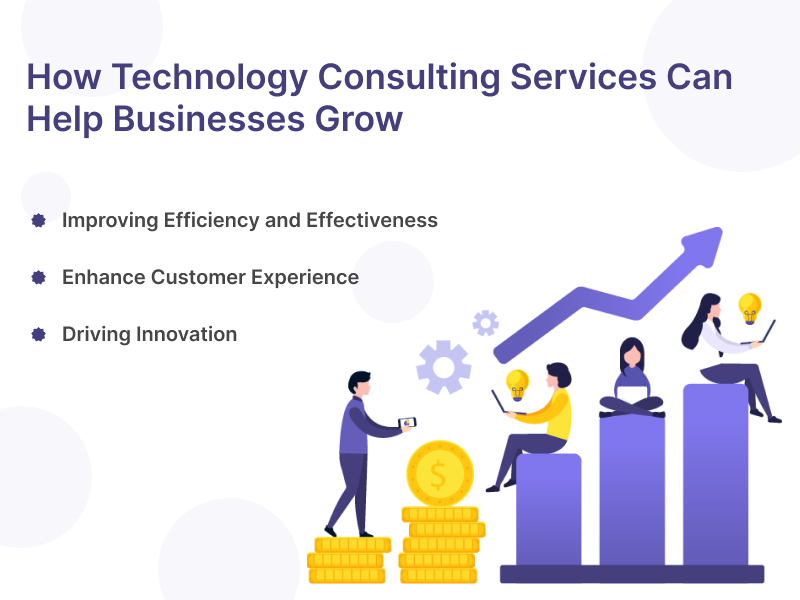 How Technology Consulting Services Can
Help Businesses Grow
Improving Efficiency and Effectiveness
Enhance Customer Experience
Driving Innovation
$